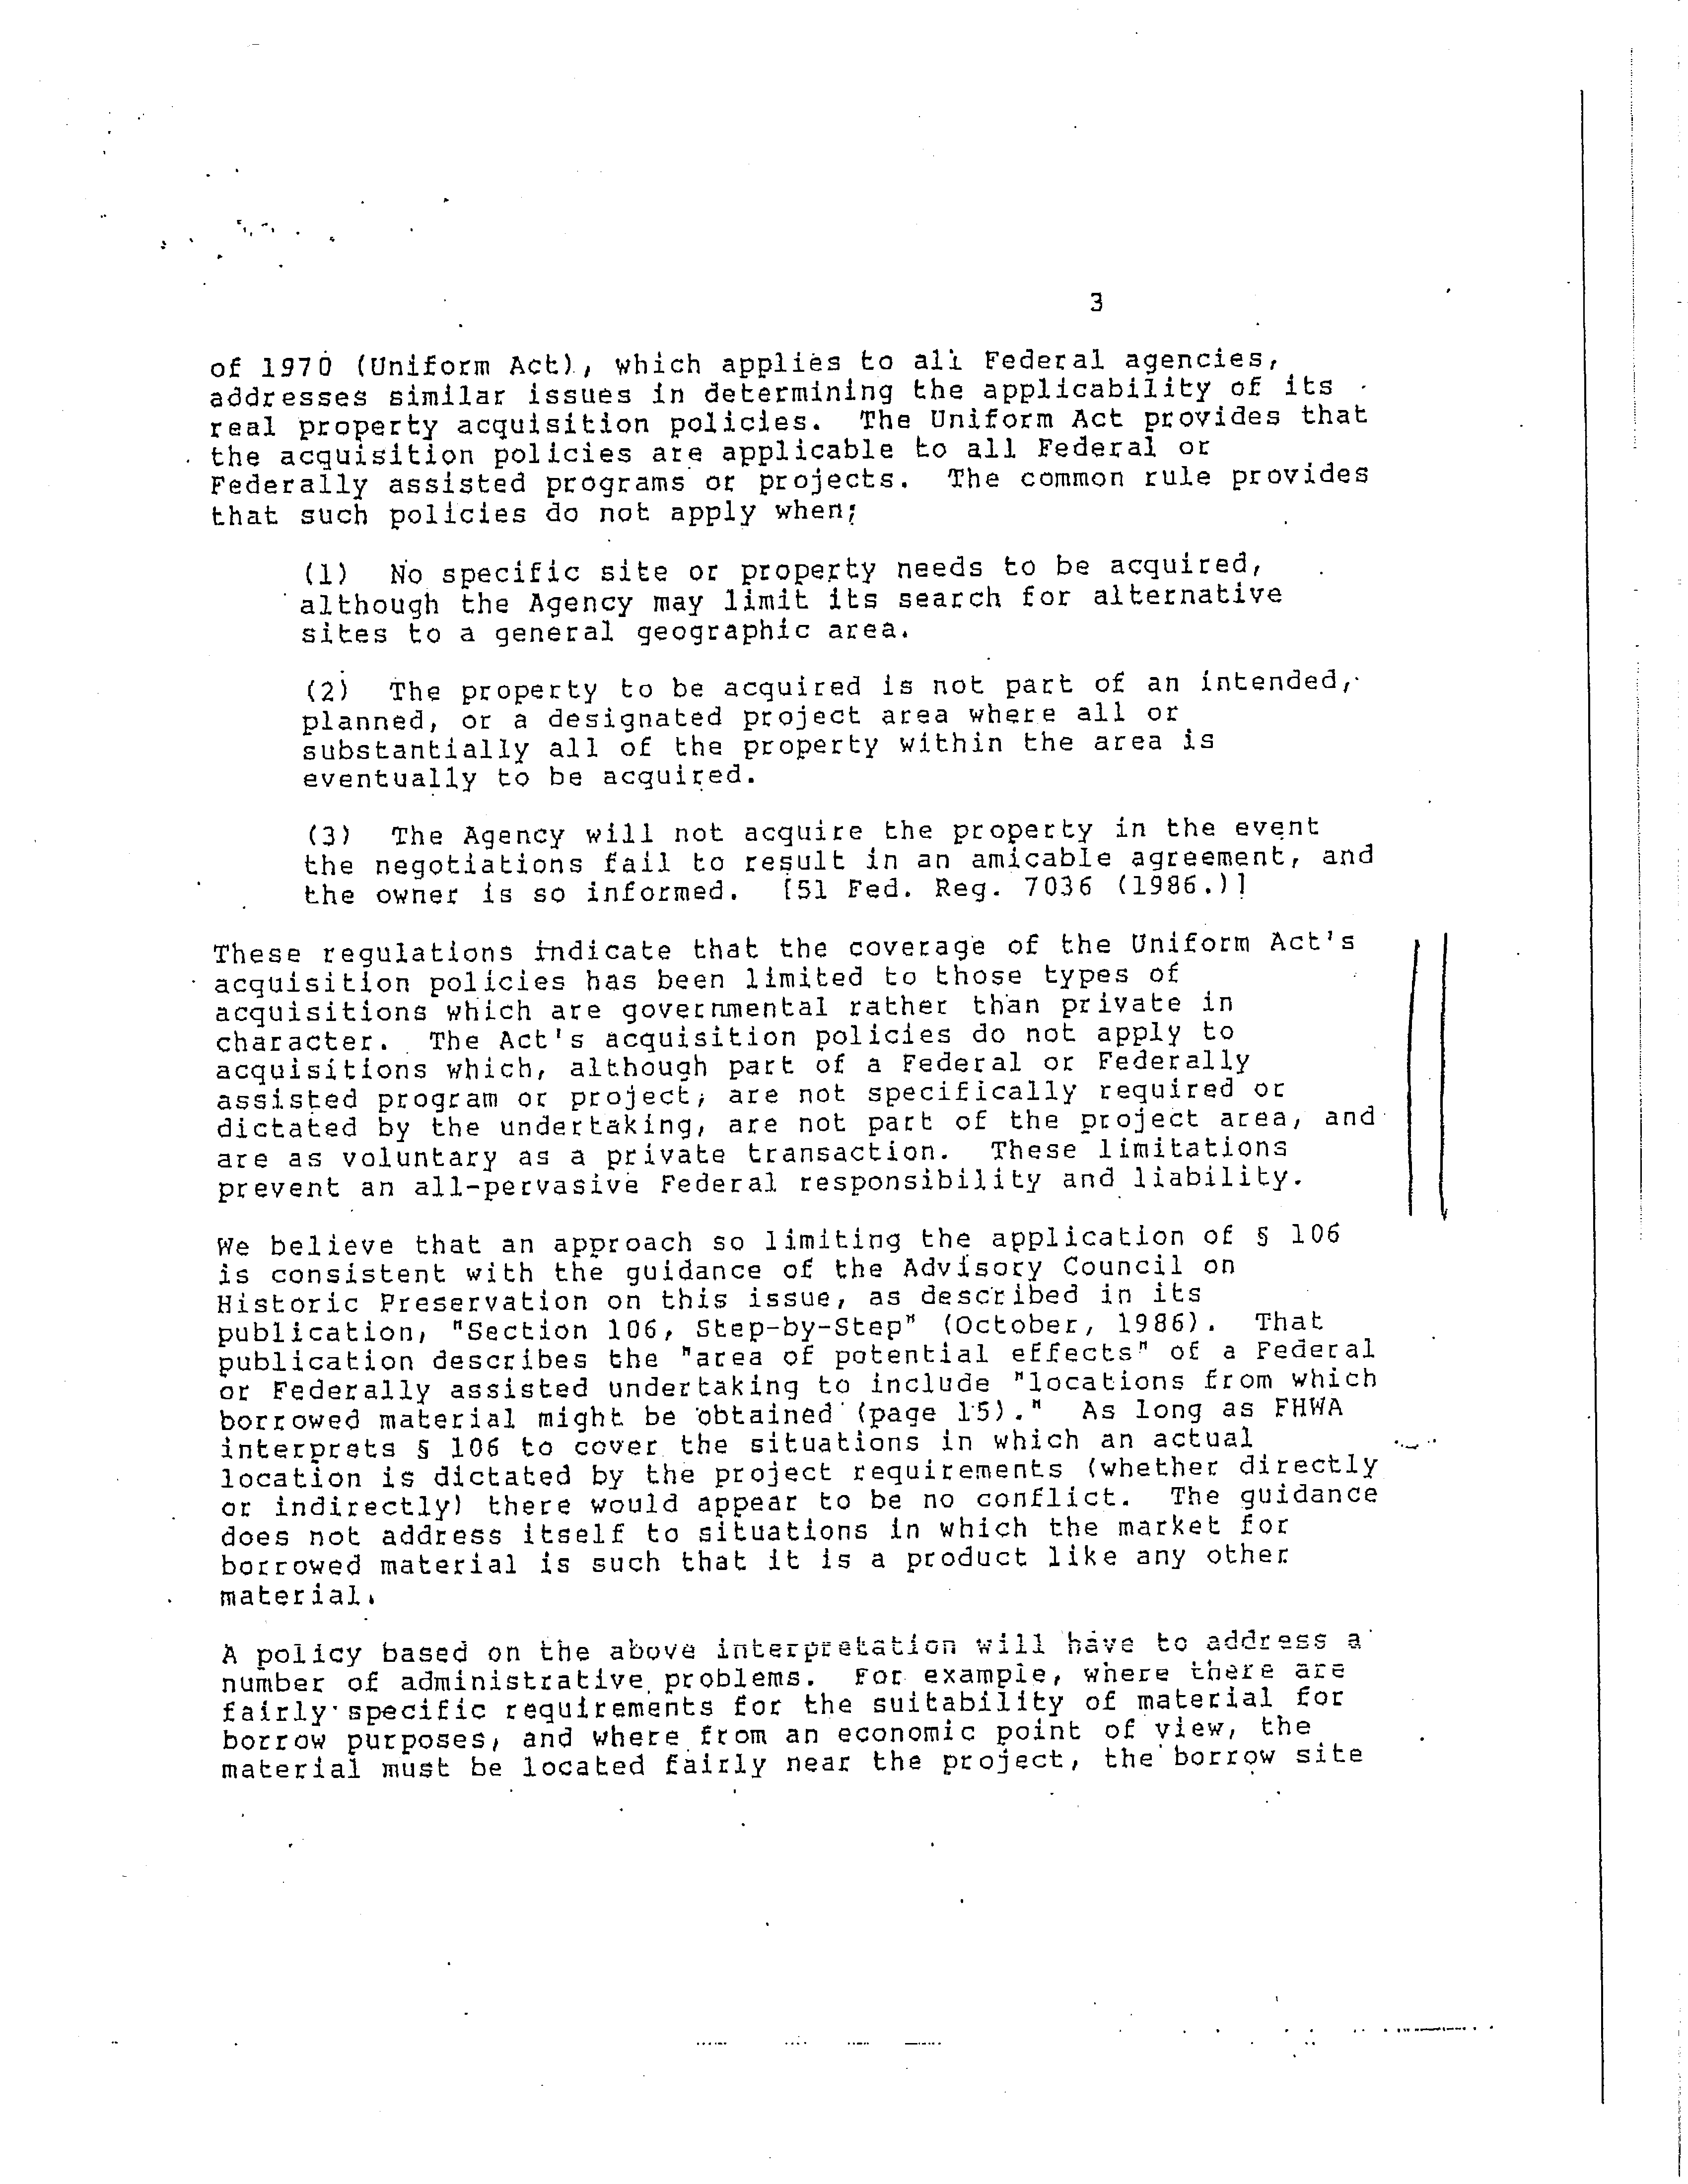 3
of 1970 (Uniform Act), which applies to all Federal agencies,
addresses similar issues in determining the applicability of its
real property acquisition policies. The Uniform Act provides that
the acquisition policies are applicable to all Federal or
Federally assisted programs or projects. The common rule provides
that such policies do not apply when;
(1) No specific site or property needs to be acquired,
although the Agency may limit its search for alternative
sites to a general geographic area.
(2) The property to be acquired is not part of an intended,
planned, or a designated project area where all or
substantially all of the property within the area is
eventually to be acquired.
(3) The Agency will not acquire the property in the event
the negotiations fail to result in an amicable agreement, and
the owner is so informed. [51 Fed. Reg. 7036 (1986.)]
These regulations indicate that the coverage of the Uniform Act's
acquisition policies has been limited to those types of
acquisitions which are governmental rather than private in
character. The Act's acquisition policies do not apply to
acquisitions which, although part of a Federal or Federally
assisted program or project, are not specifically required or
dictated by the undertaking, are not part of the project area, and
are as voluntary as a private transaction. These limitations
prevent an all-pervasive Federal responsibility and liability.
We believe that an approach so limiting the application of § 106
is consistent with the guidance of the Advisory Council on
Historic Preservation on this issue, as described in its
publication, "Section 106, Step-by-Step" (October, 1986). That
publication describes the "area of potential effects" of a Federal
or Federally assisted undertaking to include "locations from which
borrowed material might be obtained (page 15)." As long as FHWA
interprets § 106 to cover the situations in which an actual
location is dictated by the project requirements (whether directly
or indirectly) there would appear to be no conflict. The guidance
does not address itself to situations in which the market for
borrowed material is such that it is a product like any other
material.
A policy based on the above interpretation will have to address a
number of administrative problems. For example, where there are
fairly specific requirements for the suitability of material for
borrow purposes, and where from an economic point of view, the
material must be located fairly near the project, the borrow site